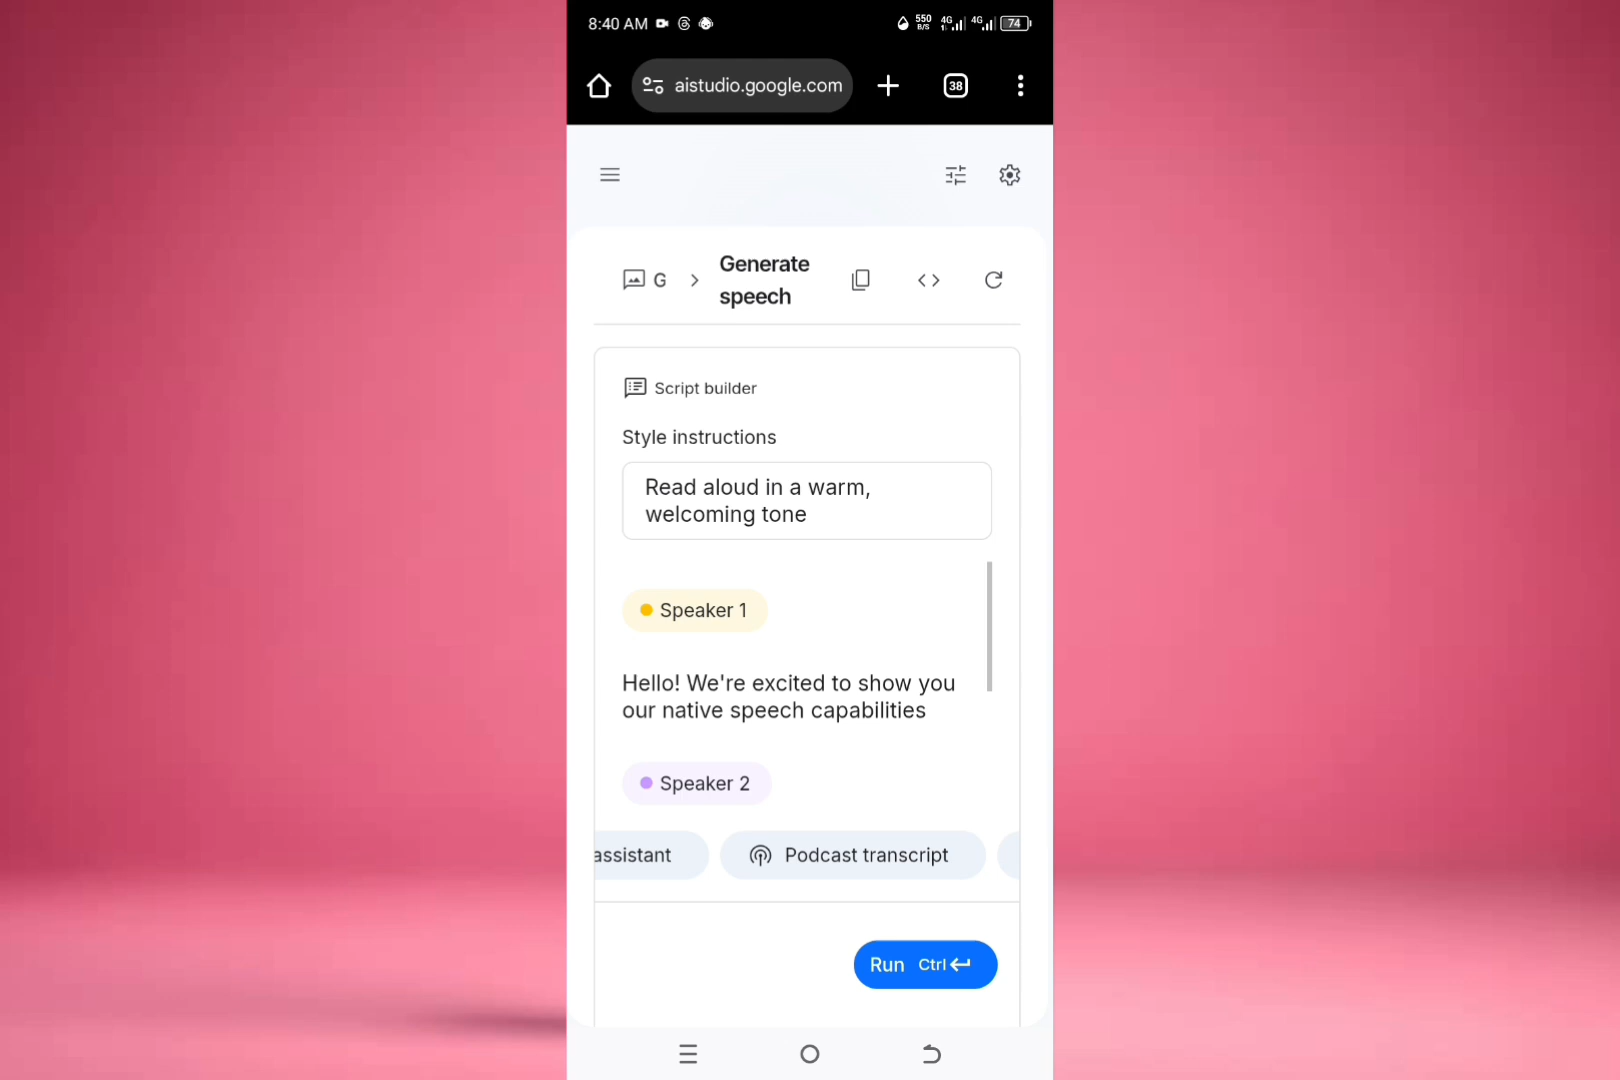 8:40 AM
550
B/S
4G
4G
74
aistudio.google.com
38
G
Generate
speech
Script builder
Style instructions
Read aloud in a warm,
welcoming tone
Speaker 1
Hello! We're excited to show you
our native speech capabilities
Speaker 2
assistant
Podcast transcript
Run Ctrl